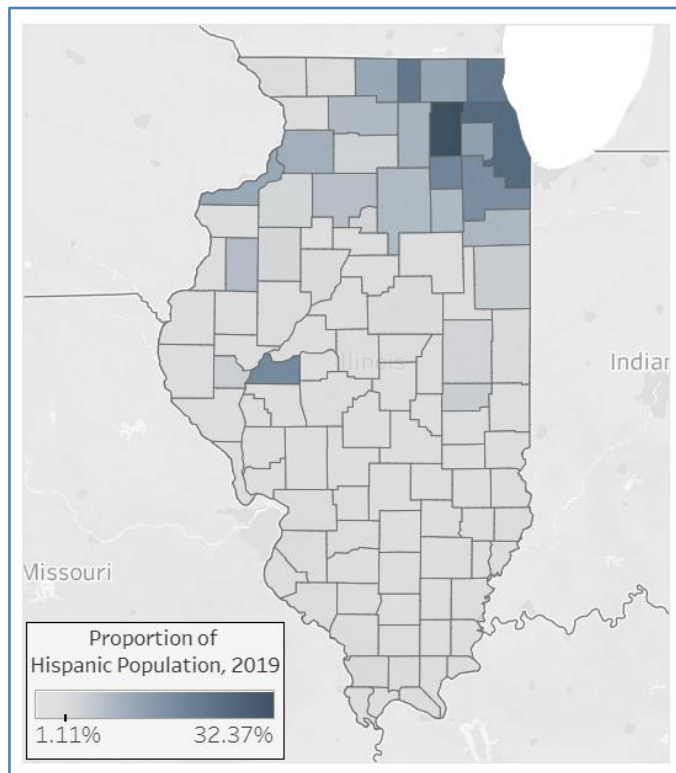 Illinois
Indian
Missouri
Proportion of
Hispanic Population, 2019
1.11%
32.37%